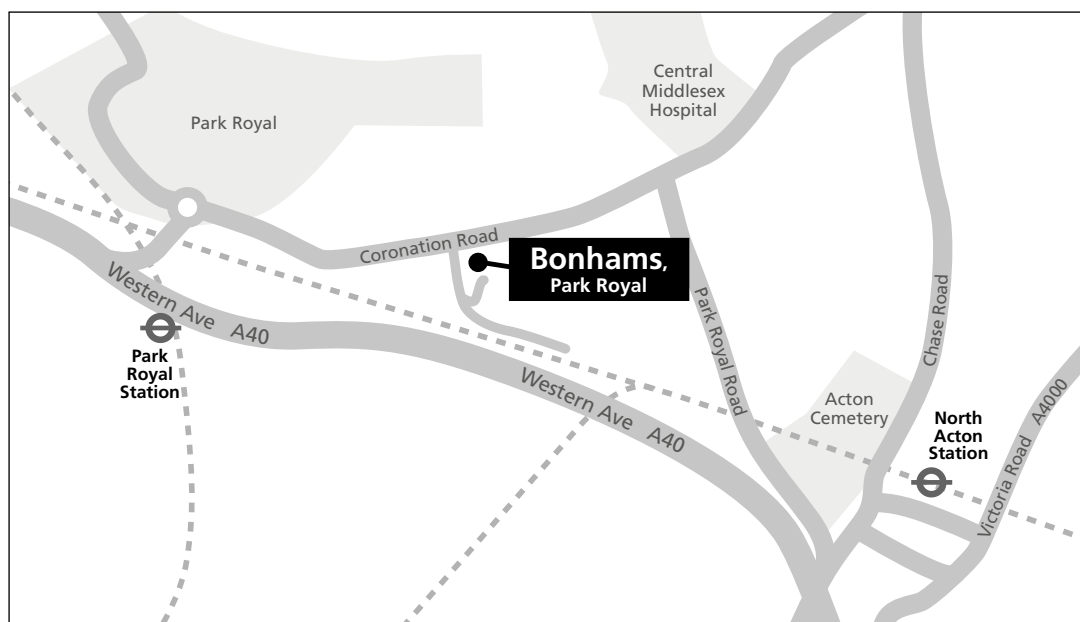 Central
Middlesex
Hospital
Park Royal
Coronation Road
Bonhams,
Park Royal
Western Ave A40
Park
Royal
Station
Park Royal Road
Chase Road
Western Ave A40
Acton
Cemetery
North
Acton
Station
Victoria Road A4000